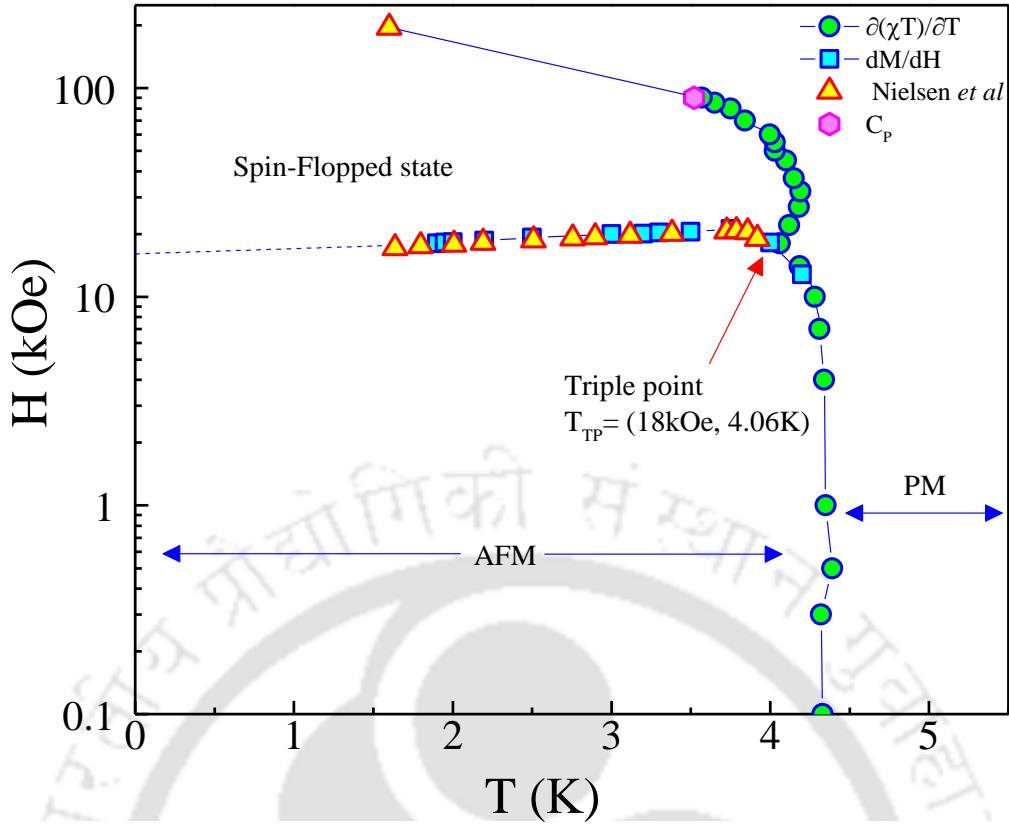 ∂(χT)/∂T
dM/dH
Nielsen et al
C_P
100
Spin-Flopped state
10
H (kOe)
Triple point
T_TP= (18kOe, 4.06K)
1
PM
AFM
0.1
0 1 2 3 4 5
T (K)